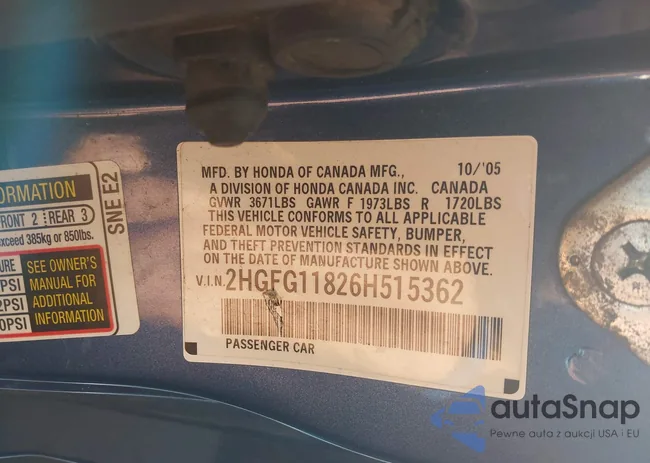 ORMATION
FRONT 2 REAR 3
exceed 385kg or 850lbs.
SNE E2
SEE OWNER'S
MANUAL FOR
ADDITIONAL
INFORMATION
MFD. BY HONDA OF CANADA MFG., 10/'05
A DIVISION OF HONDA CANADA INC. CANADA
GVWR 3671LBS GAWR F 1973LBS R 1720LBS
THIS VEHICLE CONFORMS TO ALL APPLICABLE
FEDERAL MOTOR VEHICLE SAFETY, BUMPER,
AND THEFT PREVENTION STANDARDS IN EFFECT
ON THE DATE OF MANUFACTURE SHOWN ABOVE.
V.I.N. 2HGFG11826H515362
PASSENGER CAR
autaSnap
Pewne auta z aukcji USA i EU